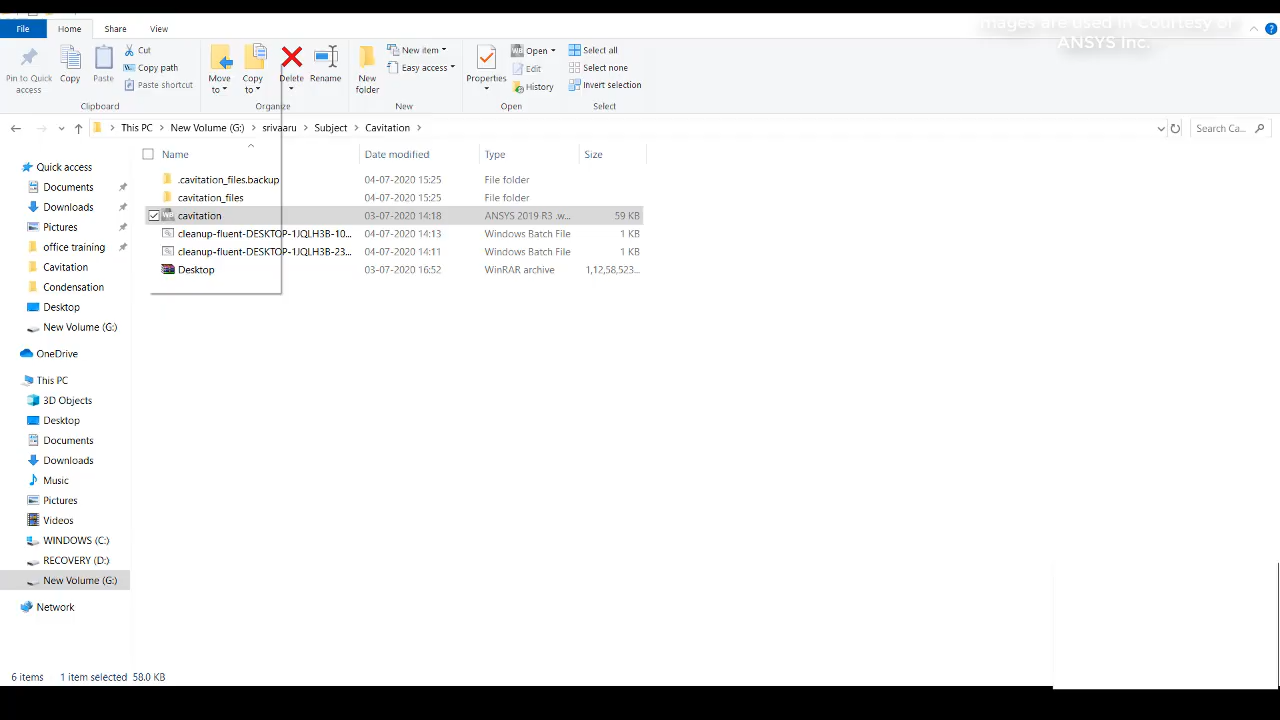 File Home Share View
Images are used in Courtesy of
ANSYS Inc.
Pin to Quick access
Copy
Paste
Cut
Copy path
Paste shortcut
Clipboard
Move to
Copy to
Delete
Rename
Organize
New folder
New item
Easy access
New
Properties
Open
Edit
History
Open
Select all
Select none
Invert selection
Select
This PC New Volume (G:) srivaaru Subject Cavitation
Search Ca...
Name Date modified Type Size
.cavitation_files.backup 04-07-2020 15:25 File folder
cavitation_files 04-07-2020 15:25 File folder
cavitation 03-07-2020 14:18 ANSYS 2019 R3 .w... 59 KB
cleanup-fluent-DESKTOP-1JQLH3B-10... 04-07-2020 14:13 Windows Batch File 1 KB
cleanup-fluent-DESKTOP-1JQLH3B-23... 04-07-2020 14:11 Windows Batch File 1 KB
Desktop 03-07-2020 16:52 WinRAR archive 1,12,58,523...
Quick access
Documents
Downloads
Pictures
office training
Cavitation
Condensation
Desktop
New Volume (G:)
OneDrive
This PC
3D Objects
Desktop
Documents
Downloads
Music
Pictures
Videos
WINDOWS (C:)
RECOVERY (D:)
New Volume (G:)
Network
6 items 1 item selected 58.0 KB